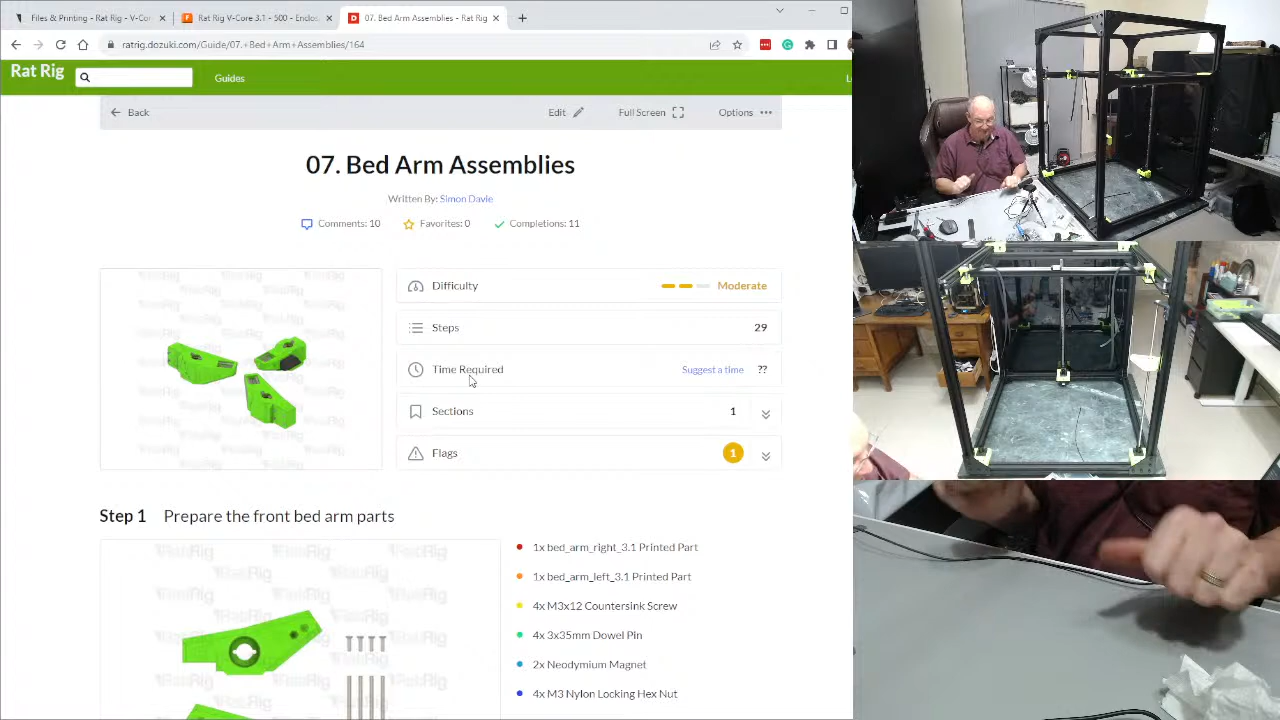 Files & Printing - Rat Rig - V-Co
Rat Rig V-Core 3.1 - 500 - Enclos
07. Bed Arm Assemblies - Rat Rig
ratrig.dozuki.com/Guide/07.+Bed+Arm+Assemblies/164
Rat Rig
Guides
Back
Edit
Full Screen
Options
07. Bed Arm Assemblies
Written By: Simon Davie
Comments: 10
Favorites: 0
Completions: 11
Difficulty
Moderate
Steps
29
Time Required
Suggest a time
??
Sections
1
Flags
1
Step 1 Prepare the front bed arm parts
1x bed_arm_right_3.1 Printed Part
1x bed_arm_left_3.1 Printed Part
4x M3x12 Countersink Screw
4x 3x35mm Dowel Pin
2x Neodymium Magnet
4x M3 Nylon Locking Hex Nut